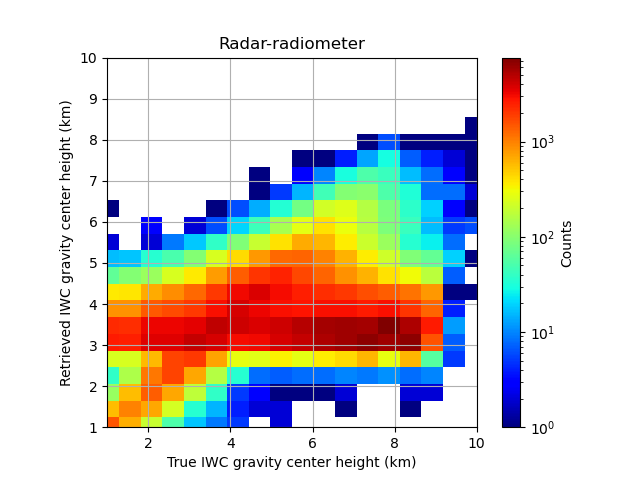 Radar-radiometer
Retrieved IWC gravity center height (km)
10
9
8
7
6
5
4
3
2
1
2 4 6 8 10
True IWC gravity center height (km)
10³
10²
10¹
10⁰
Counts